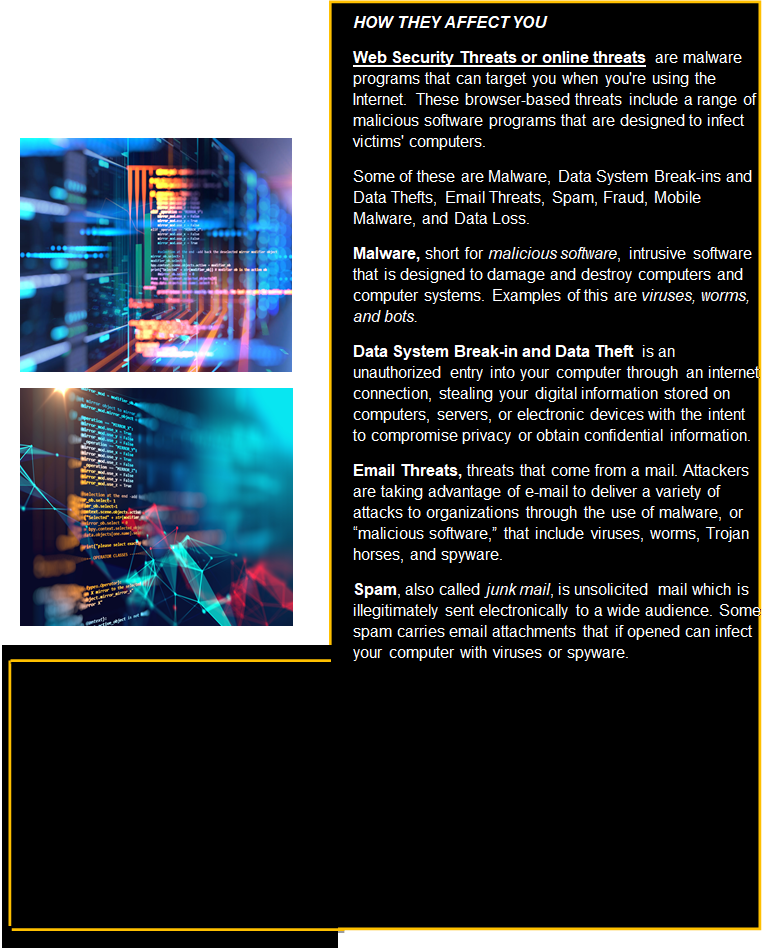 HOW THEY AFFECT YOU
Web Security Threats or online threats are malware
programs that can target you when you're using the
Internet. These browser-based threats include a range of
malicious software programs that are designed to infect
victims' computers.
Some of these are Malware, Data System Break-ins and
Data Thefts, Email Threats, Spam, Fraud, Mobile
Malware, and Data Loss.
Malware, short for malicious software, intrusive software
that is designed to damage and destroy computers and
computer systems. Examples of this are viruses, worms,
and bots.
Data System Break-in and Data Theft is an
unauthorized entry into your computer through an internet
connection, stealing your digital information stored on
computers, servers, or electronic devices with the intent
to compromise privacy or obtain confidential information.
Email Threats, threats that come from a mail. Attackers
are taking advantage of e-mail to deliver a variety of
attacks to organizations through the use of malware, or
“malicious software,” that include viruses, worms, Trojan
horses, and spyware.
Spam, also called junk mail, is unsolicited mail which is
illegitimately sent electronically to a wide audience. Some
spam carries email attachments that if opened can infect
your computer with viruses or spyware.